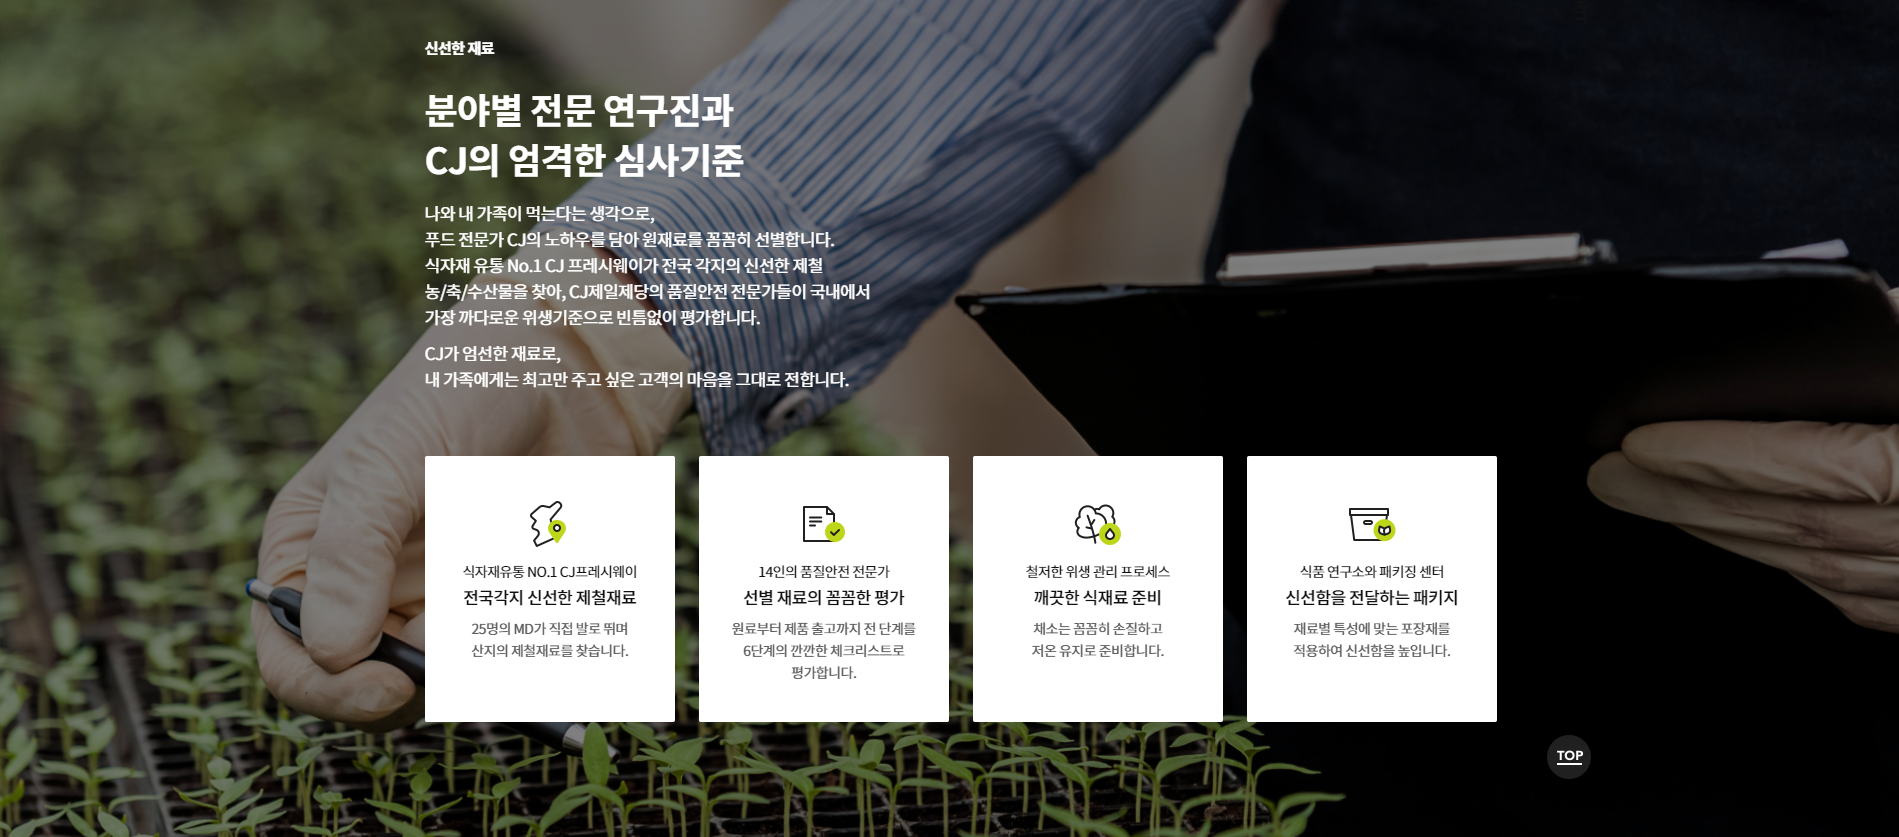 신선한 재료
분야별 전문 연구진과
CJ의 엄격한 심사기준
나와 내 가족이 먹는다는 생각으로,
푸드 전문가 CJ의 노하우를 담아 원재료를 꼼꼼히 선별합니다.
식자재 유통 No.1 CJ 프레시웨이가 전국 각지의 신선한 제철
농/축/수산물을 찾아, CJ제일제당의 품질안전 전문가들이 국내에서
가장 까다로운 위생기준으로 빈틈없이 평가합니다.
CJ가 엄선한 재료로,
내 가족에게는 최고만 주고 싶은 고객의 마음을 그대로 전합니다.
식자재유통 NO.1 CJ프레시웨이
전국각지 신선한 제철재료
25명의 MD가 직접 발로 뛰며
산지의 제철재료를 찾습니다.
14인의 품질안전 전문가
선별 재료의 꼼꼼한 평가
원료부터 제품 출고까지 전 단계를
6단계의 깐깐한 체크리스트로
평가합니다.
철저한 위생 관리 프로세스
깨끗한 식재료 준비
채소는 꼼꼼히 손질하고
저온 유지로 준비합니다.
식품 연구소와 패키징 센터
신선함을 전달하는 패키지
재료별 특성에 맞는 포장재를
적용하여 신선함을 높입니다.
TOP